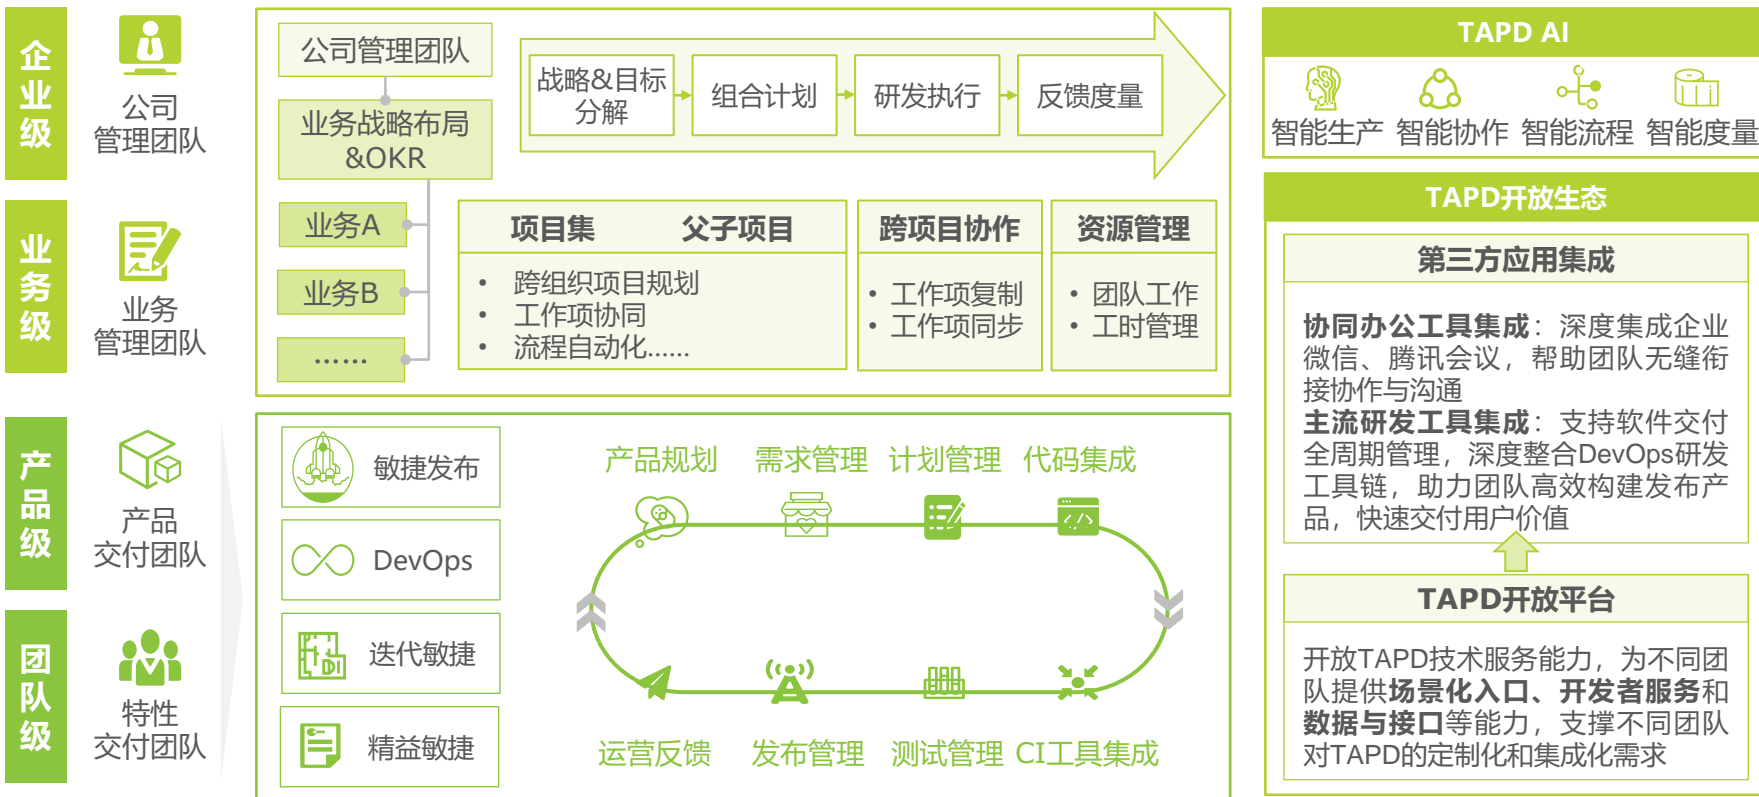 企业级
公司
管理团队
业务级
业务
管理团队
产品级
产品
交付团队
团队级
特性
交付团队
公司管理团队
业务战略布局
&OKR
业务A
业务B
……
战略&目标
分解
组合计划
研发执行
反馈度量
项目集 父子项目
• 跨组织项目规划
• 工作项协同
• 流程自动化......
跨项目协作
• 工作项复制
• 工作项同步
资源管理
• 团队工作
• 工时管理
敏捷发布
DevOps
迭代敏捷
精益敏捷
产品规划 需求管理 计划管理 代码集成
运营反馈 发布管理 测试管理 CI工具集成
TAPD AI
智能生产 智能协作 智能流程 智能度量
TAPD开放生态
第三方应用集成
协同办公工具集成：深度集成企业
微信、腾讯会议，帮助团队无缝衔
接协作与沟通
主流研发工具集成：支持软件交付
全周期管理，深度整合DevOps研发
工具链，助力团队高效构建发布产
品，快速交付用户价值
TAPD开放平台
开放TAPD技术服务能力，为不同团
队提供场景化入口、开发者服务和
数据与接口等能力，支撑不同团队
对TAPD的定制化和集成化需求